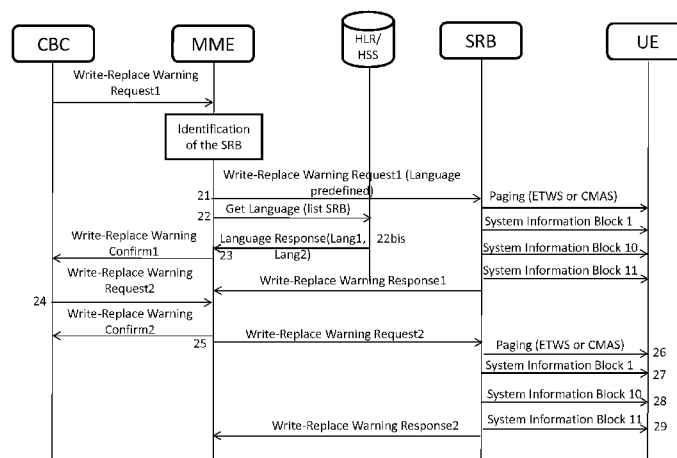 CBC
MME
HLR/
HSS
SRB
UE
Write-Replace Warning
Request1
Identification
of the SRB
21
Write-Replace Warning Request1 (Language
predefined)
Paging (ETWS or CMAS)
22
Get Language (list SRB)
System Information Block 1
Write-Replace Warning
Confirm1
Language Response(Lang1,
Lang2)
22bis
23
System Information Block 10
Write-Replace Warning
Request2
24
Write-Replace Warning Response1
System Information Block 11
Write-Replace Warning
Confirm2
25
Write-Replace Warning Request2
Paging (ETWS or CMAS)
26
System Information Block 1
27
System Information Block 10
28
System Information Block 11
29
Write-Replace Warning Response2